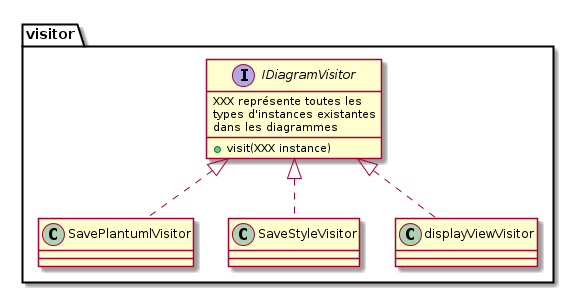 visitor
I IDiagramVisitor
XXX représente toutes les
types d'instances existantes
dans les diagrammes
visit(XXX instance)
C SavePlantumlVisitor
C SaveStyleVisitor
C displayViewVisitor